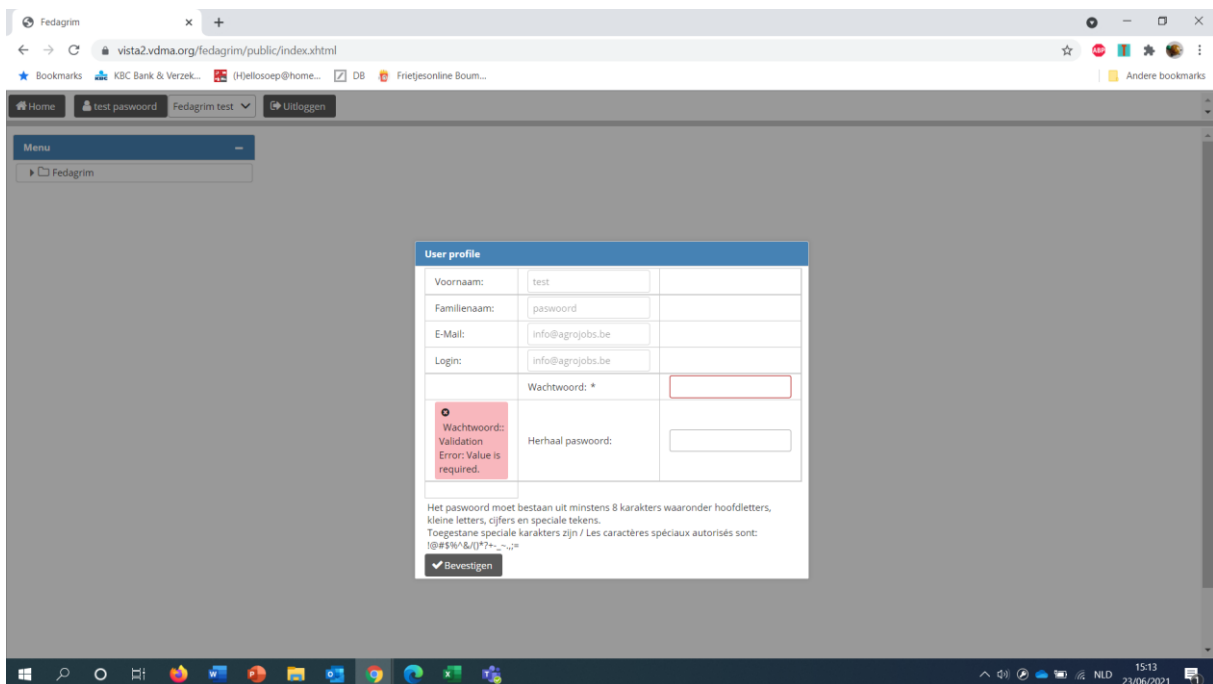 Fedagrim
vista2.vdma.org/fedagrim/public/index.xhtml
ABP T
Bookmarks KBC Bank & Verzek... (H)ellosoep@home... DB Frietjesonline Boum... Andere bookmarks
Home test paswoord Fedagrim test Uitloggen
Menu
Fedagrim
User profile
Voornaam: test
Familienaam: paswoord
E-Mail: info@agrojobs.be
Login: info@agrojobs.be
Wachtwoord: *
Wachtwoord::
Validation
Error: Value is
required.
Herhaal paswoord:
Het paswoord moet bestaan uit minstens 8 karakters waaronder hoofdletters,
kleine letters, cijfers en speciale tekens.
Toegestane speciale karakters zijn / Les caractères spéciaux autorisés sont:
!@#$%^&/()*?+-_~.,;=
Bevestigen
NLD 15:13
23/06/2021